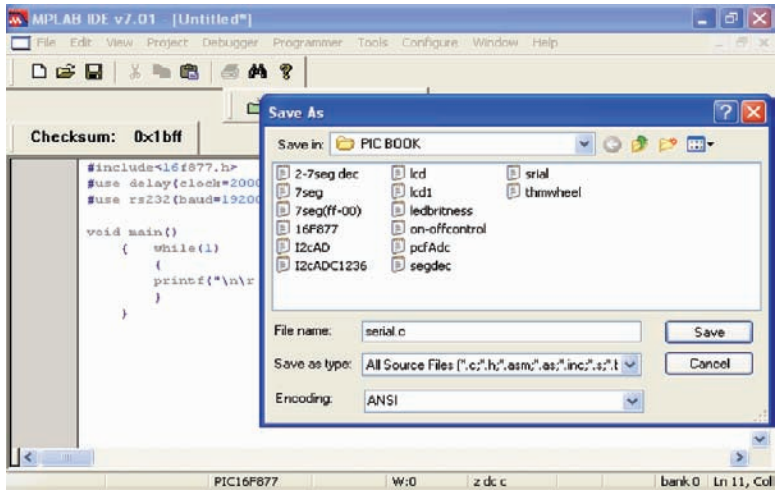 MPLAB IDE v7.01 - [Untitled*]
File Edit View Project Debugger Programmer Tools Configure Window Help
Checksum: 0x1bff
#include<16f877.h>
#use delay(clock=2000
#use rs232(baud=19200
void main()
{ while(1)
{
printf("\n\r
}
}
Save As
Save in: PIC BOOK
2-7seg dec
7seg
7seg(ff-00)
16F877
I2cAD
I2cADC1236
lcd
lcd1
ledbritness
on-offcontrol
pcfAdc
segdec
srial
thmwheel
File name: serial.c
Save
Save as type: All Source Files (*.c;*.h;*.asm;*.as;*.inc;*.s;*.t
Cancel
Encoding: ANSI
PIC16F877 W:0 z dc c bank 0 Ln 11, Col